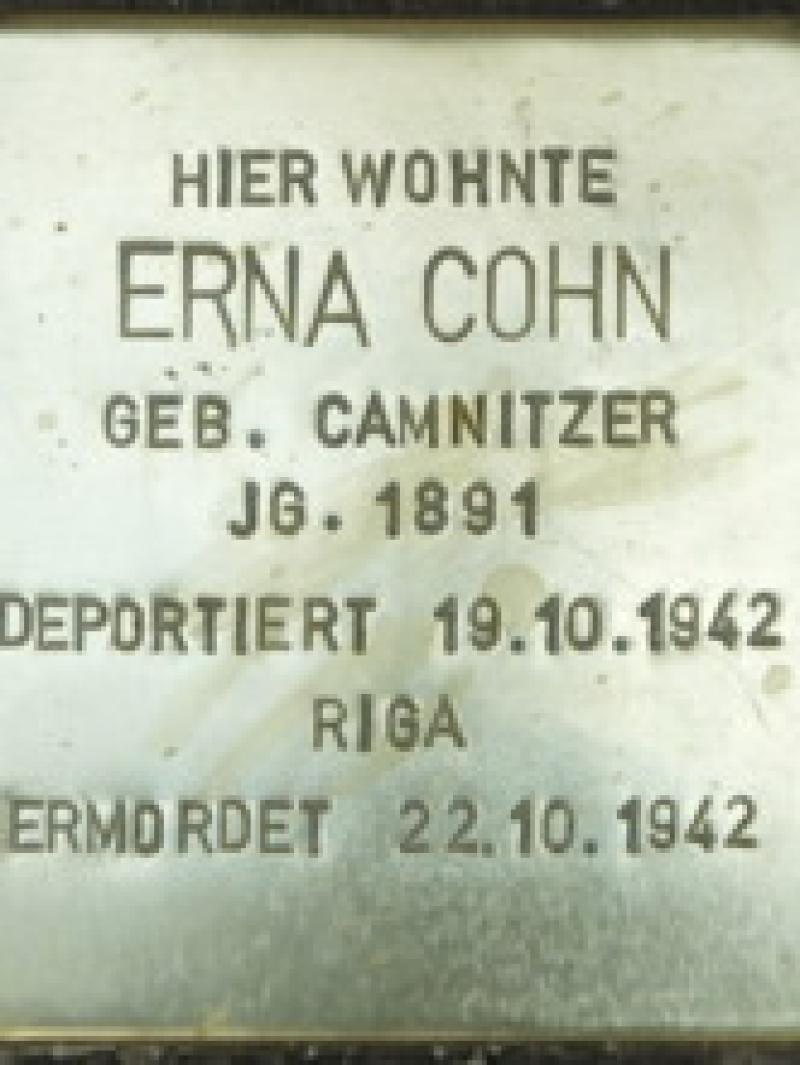 HIER WOHNTE
ERNA COHN
GEB. CAMNITZER
JG. 1891
DEPORTIERT 19.10.1942
RIGA
ERMORDET 22.10.1942